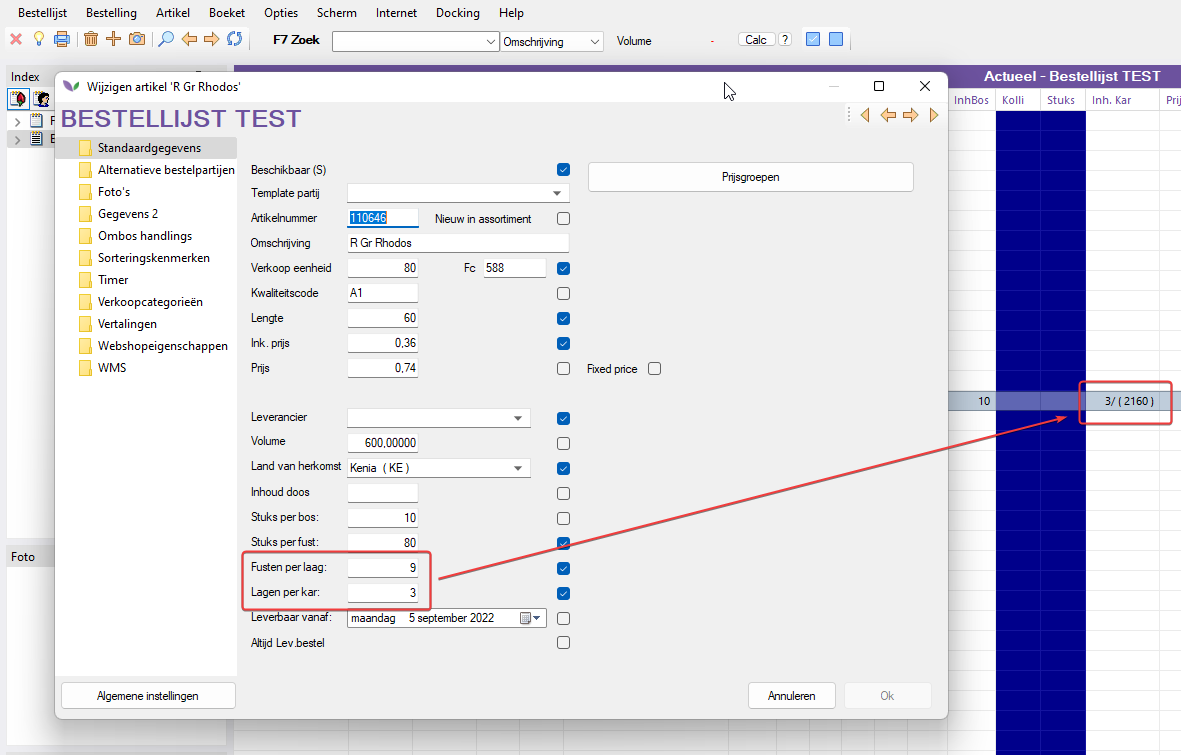 Bestellijst Bestelling Artikel Boeket Opties Scherm Internet Docking Help
F7 Zoek Omschrijving Volume - Calc ?
Index
Actueel - Bestellijst TEST
InhBos Kolli Stuks Inh. Kar Prij
Wijzigen artikel 'R Gr Rhodos'
BESTELLIJST TEST
Standaardgegevens
Alternatieve bestelpartijen
Foto's
Gegevens 2
Ombos handlings
Sorteringskenmerken
Timer
Verkoopcategorieën
Vertalingen
Webshopeigenschappen
WMS
Beschikbaar (S)
Prijsgroepen
Template partij
Artikelnummer 110646 Nieuw in assortiment
Omschrijving R Gr Rhodos
Verkoop eenheid 80 Fc 588
Kwaliteitscode A1
Lengte 60
Ink. prijs 0,36
Prijs 0,74 Fixed price
10 3/ ( 2160 )
Leverancier
Volume 600,00000
Land van herkomst Kenia ( KE )
Inhoud doos
Stuks per bos: 10
Stuks per fust: 80
Fusten per laag: 9
Lagen per kar: 3
Leverbaar vanaf: maandag 5 september 2022
Altijd Lev.bestel
Foto
Algemene instellingen
Annuleren Ok